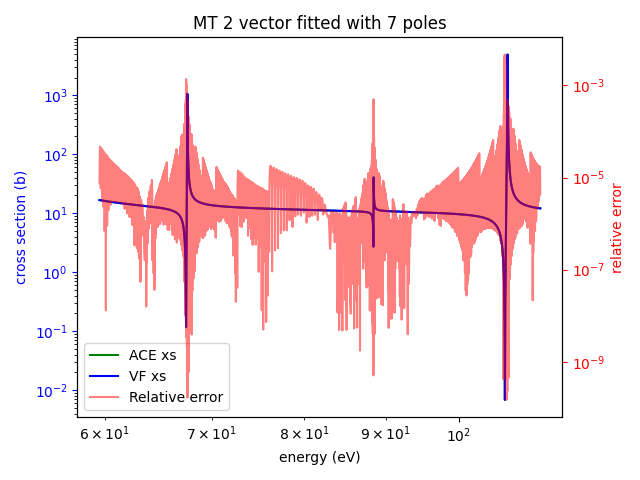 MT 2 vector fitted with 7 poles
10³
10²
10¹
10⁰
10⁻¹
10⁻²
cross section (b)
10⁻³
10⁻⁵
10⁻⁷
10⁻⁹
relative error
ACE xs
VF xs
Relative error
6 × 10¹
7 × 10¹
8 × 10¹
9 × 10¹
10²
energy (eV)